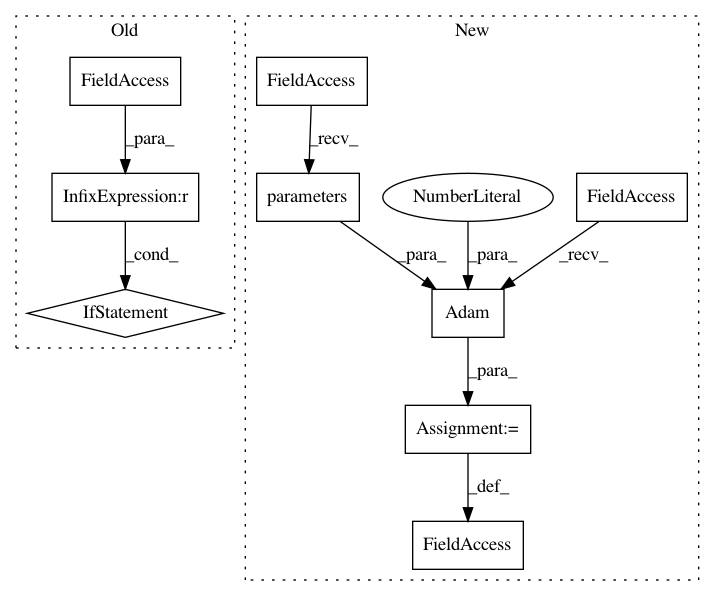 Old
FieldAccess
_para_
InfixExpression:r
_cond_
IfStatement
New
FieldAccess
_recv_
parameters
NumberLiteral
FieldAccess
_para_
_para_
_recv_
Adam
_para_
Assignment:=
_def_
FieldAccess